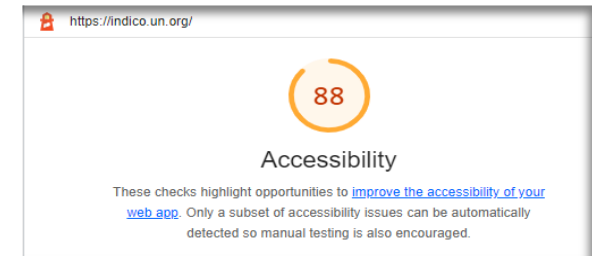 https://indico.un.org/
88
Accessibility
These checks highlight opportunities to improve the accessibility of your
web app. Only a subset of accessibility issues can be automatically
detected so manual testing is also encouraged.